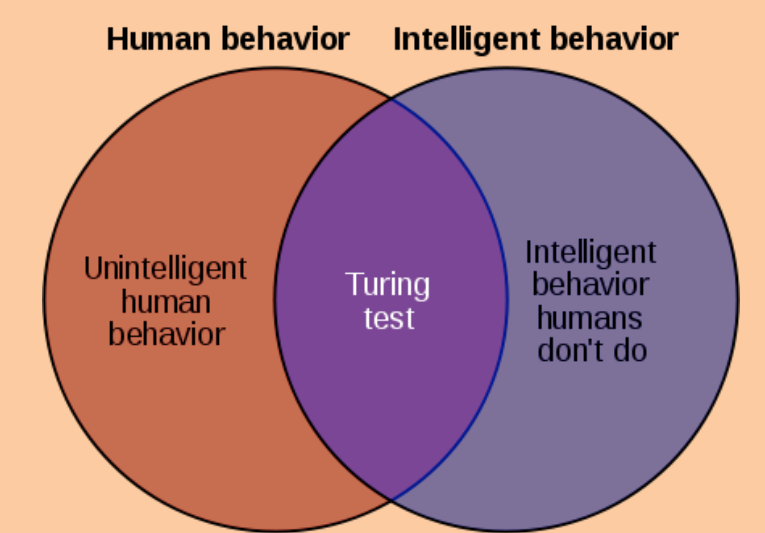 Human behavior
Intelligent behavior
Unintelligent
human
behavior
Turing
test
Intelligent
behavior
humans
don't do